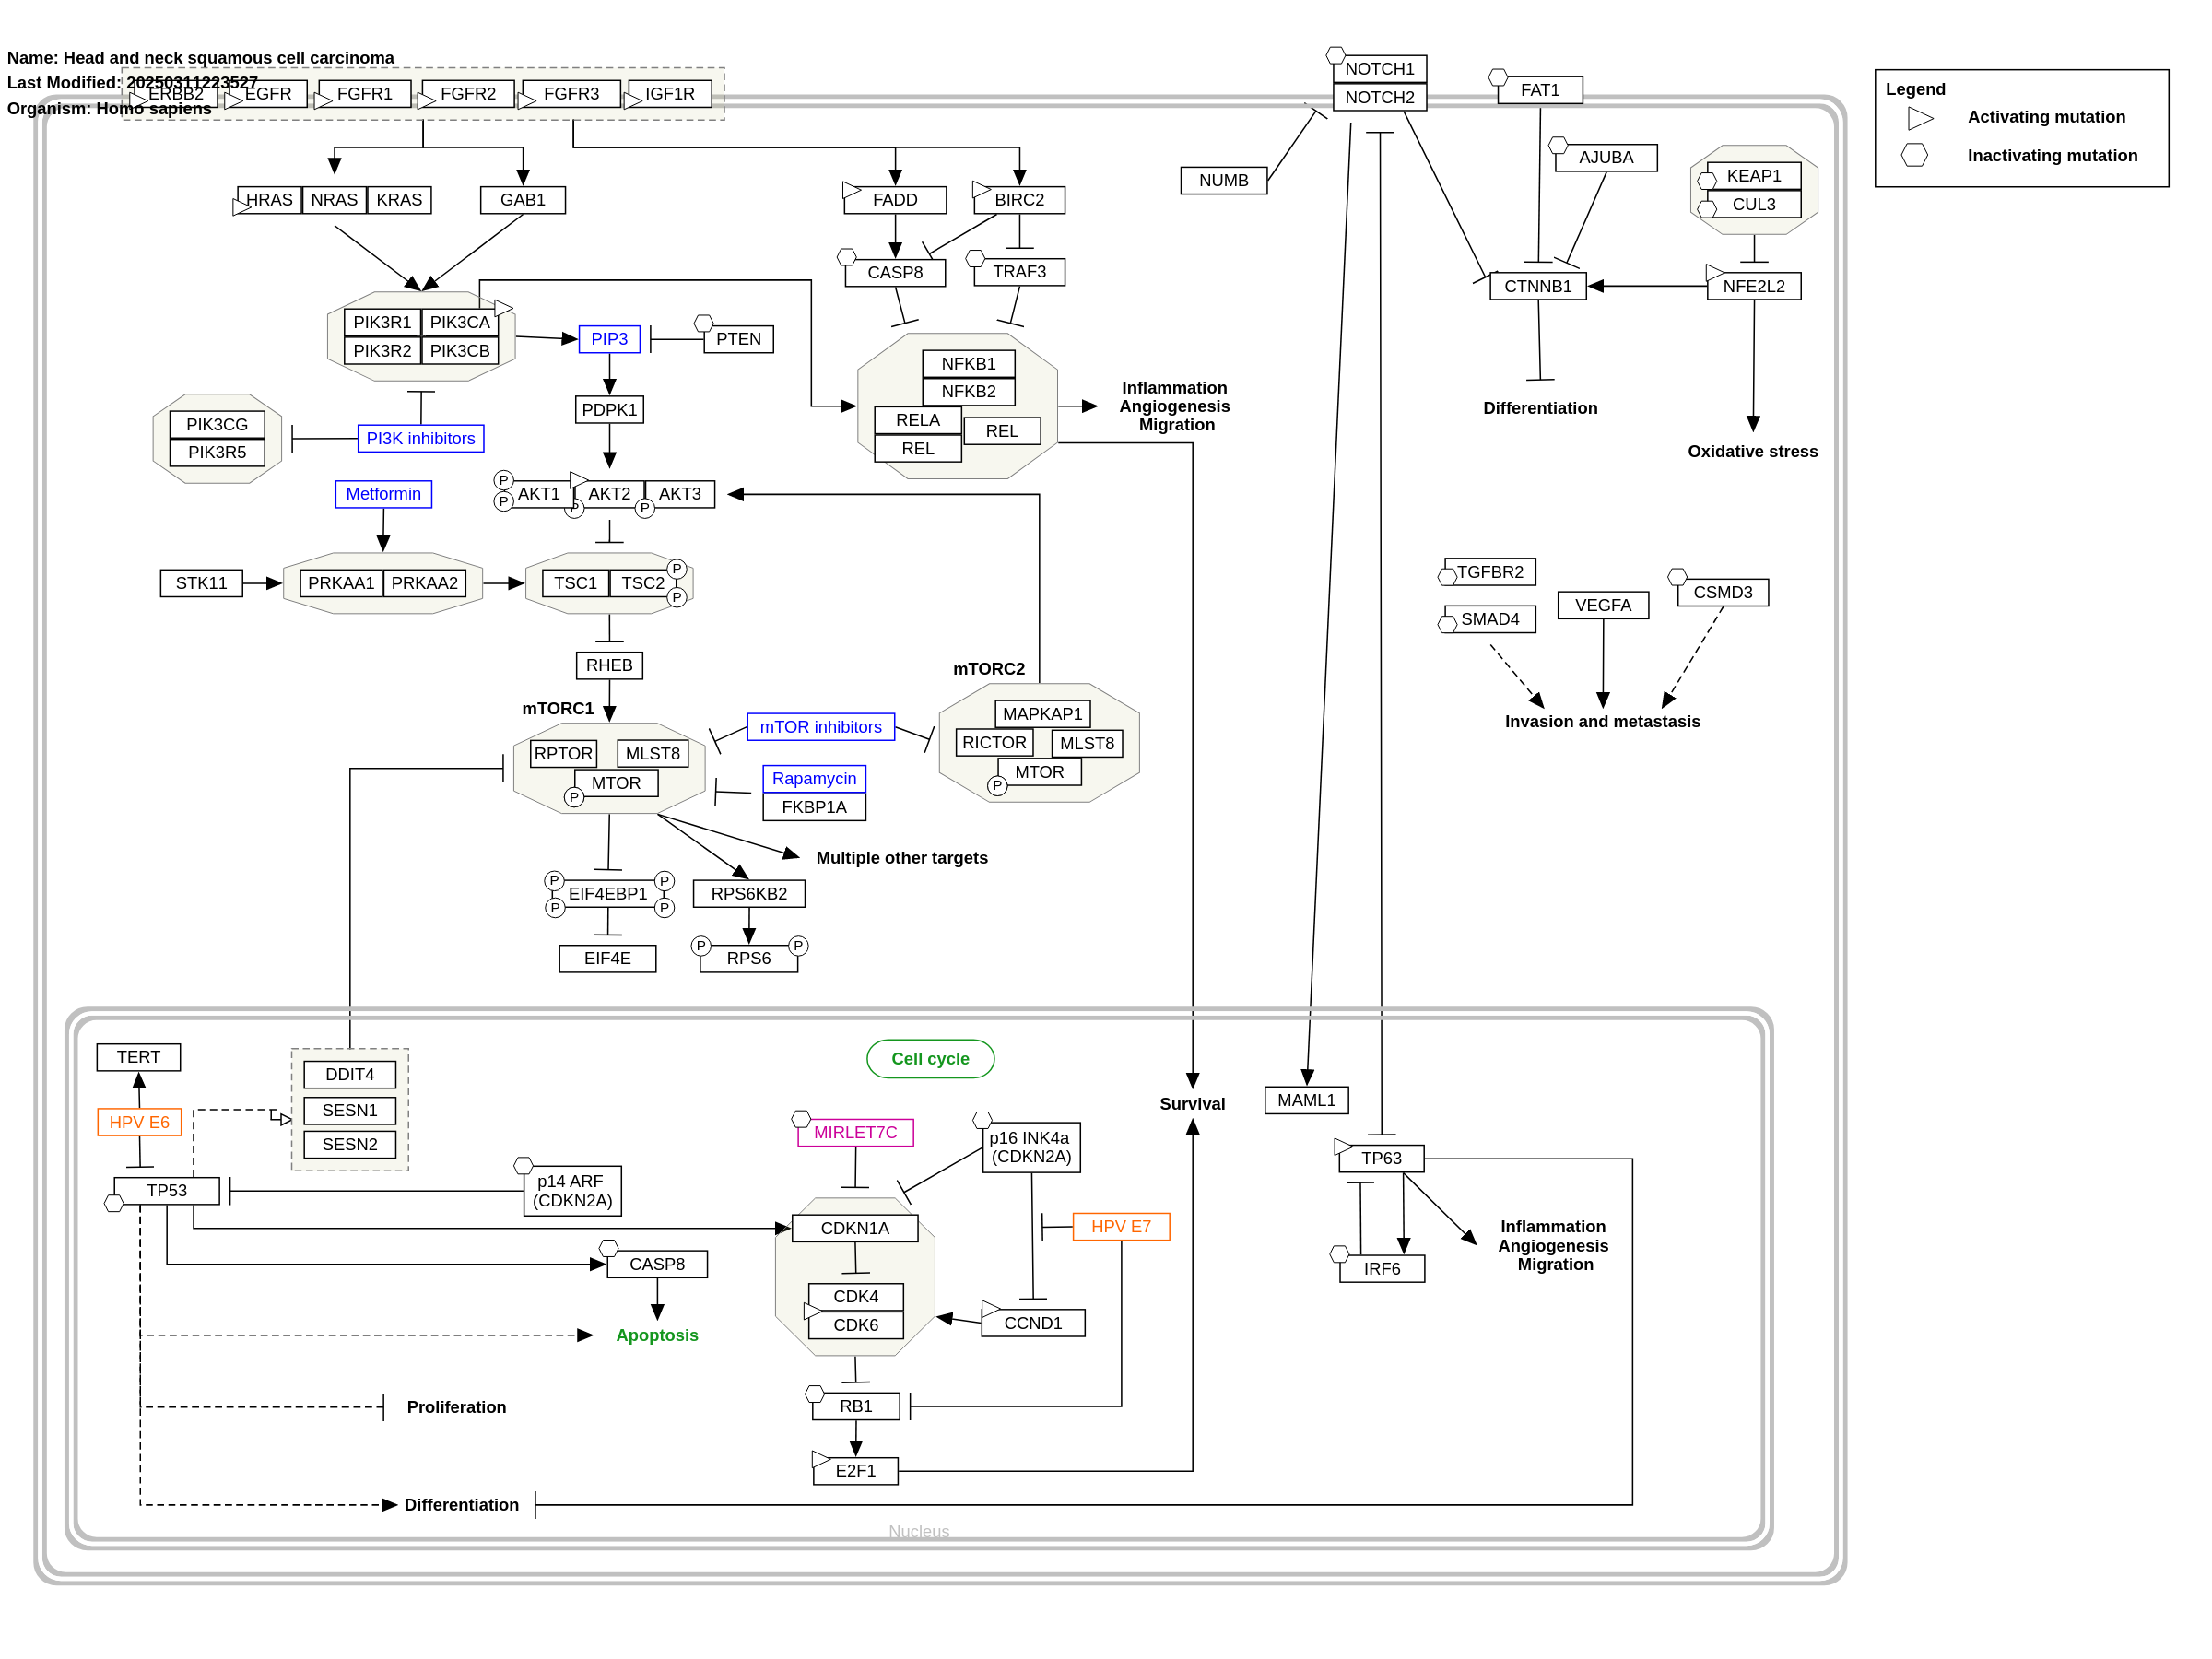 Name: Head and neck squamous cell carcinoma
Last Modified: 20250311223527
Organism: Homo sapiens
ERBB2
EGFR
FGFR1
FGFR2
FGFR3
IGF1R
NOTCH1
NOTCH2
FAT1
Legend
Activating mutation
Inactivating mutation
AJUBA
NUMB
KEAP1
CUL3
HRAS
NRAS
KRAS
GAB1
FADD
BIRC2
CASP8
TRAF3
CTNNB1
NFE2L2
PIK3R1
PIK3CA
PIK3R2
PIK3CB
PIP3
PTEN
NFKB1
NFKB2
RELA
REL
REL
Inflammation
Angiogenesis
Migration
Differentiation
Oxidative stress
PDPK1
PIK3CG
PIK3R5
PI3K inhibitors
Metformin
P
P
AKT1
P
AKT2
P
AKT3
STK11
PRKAA1
PRKAA2
TSC1
TSC2
P
P
TGFBR2
SMAD4
VEGFA
CSMD3
Invasion and metastasis
RHEB
mTORC1
mTORC2
RPTOR
MLST8
MTOR
P
mTOR inhibitors
Rapamycin
FKBP1A
MAPKAP1
RICTOR
MLST8
MTOR
P
Multiple other targets
P
P
EIF4EBP1
P
P
RPS6KB2
EIF4E
P
P
RPS6
TERT
HPV E6
DDIT4
SESN1
SESN2
Cell cycle
Survival
MAML1
MIRLET7C
p16 INK4a
(CDKN2A)
TP63
TP53
p14 ARF
(CDKN2A)
CDKN1A
HPV E7
Inflammation
Angiogenesis
Migration
CASP8
IRF6
CDK4
CDK6
CCND1
Apoptosis
Proliferation
RB1
E2F1
Differentiation
Nucleus